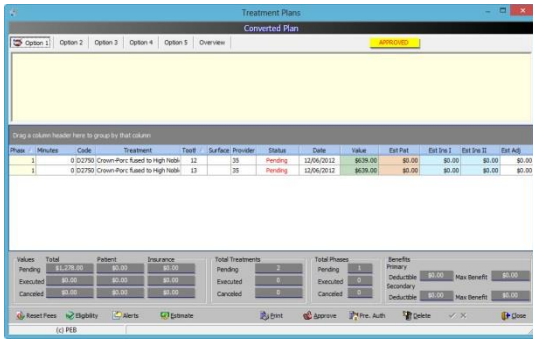 Treatment Plans
Converted Plan
Option 1 Option 2 Option 3 Option 4 Option 5 Overview APPROVED
Drag a column header here to group by that column
Phase Minutes Code Treatment Tooth Surface Provider Status Date Value Est Pat Est Ins I Est Ins II Est Adj
1 0 D2750 Crown-Porc fused to High Noble 12 35 Pending 12/06/2012 $639.00 $0.00 $0.00 $0.00 $0.00
1 0 D2750 Crown-Porc fused to High Noble 13 35 Pending 12/06/2012 $639.00 $0.00 $0.00 $0.00 $0.00
Values Total Patient Insurance Total Treatments Total Phases Benefits
Primary
Pending $1,278.00 $0.00 $0.00 Pending 2 Pending 1
Deductible $0.00 Max Benefit $0.00
Executed $0.00 $0.00 $0.00 Executed 0 Executed 0
Secondary
Canceled $0.00 $0.00 $0.00 Canceled 0 Canceled 0
Deductible $0.00 Max Benefit $0.00
Reset Fees Eligibility Alerts Estimate Print Approve Pre. Auth Delete Close
(c) PEB